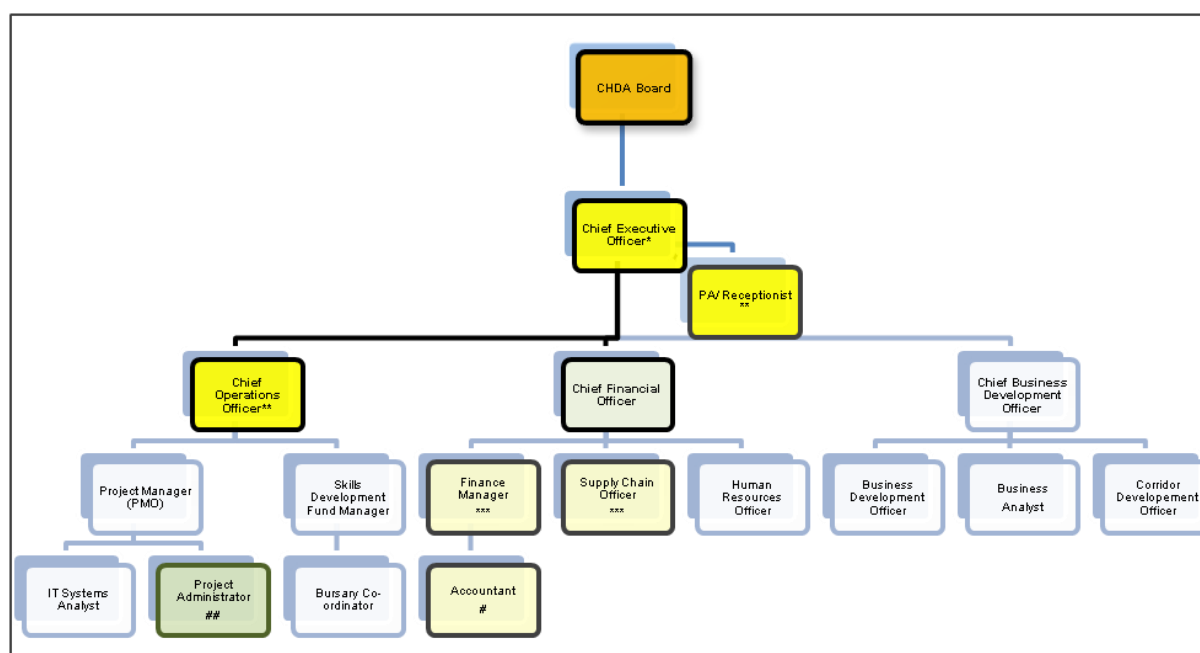 CHDA Board
Chief Executive
Officer*
#
PA/ Receptionist
**
Chief
Operations
Officer**
Chief Financial
Officer
Chief Business
Development
Officer
Project Manager
(PMO)
Skills
Development
Fund Manager
Finance
Manager
***
Supply Chain
Officer
***
Human
Resources
Officer
Business
Development
Officer
Business
Analyst
Corridor
Developement
Officer
IT Systems
Analyst
Project
Administrator
##
Bursary Co-
ordinator
Accountant
#